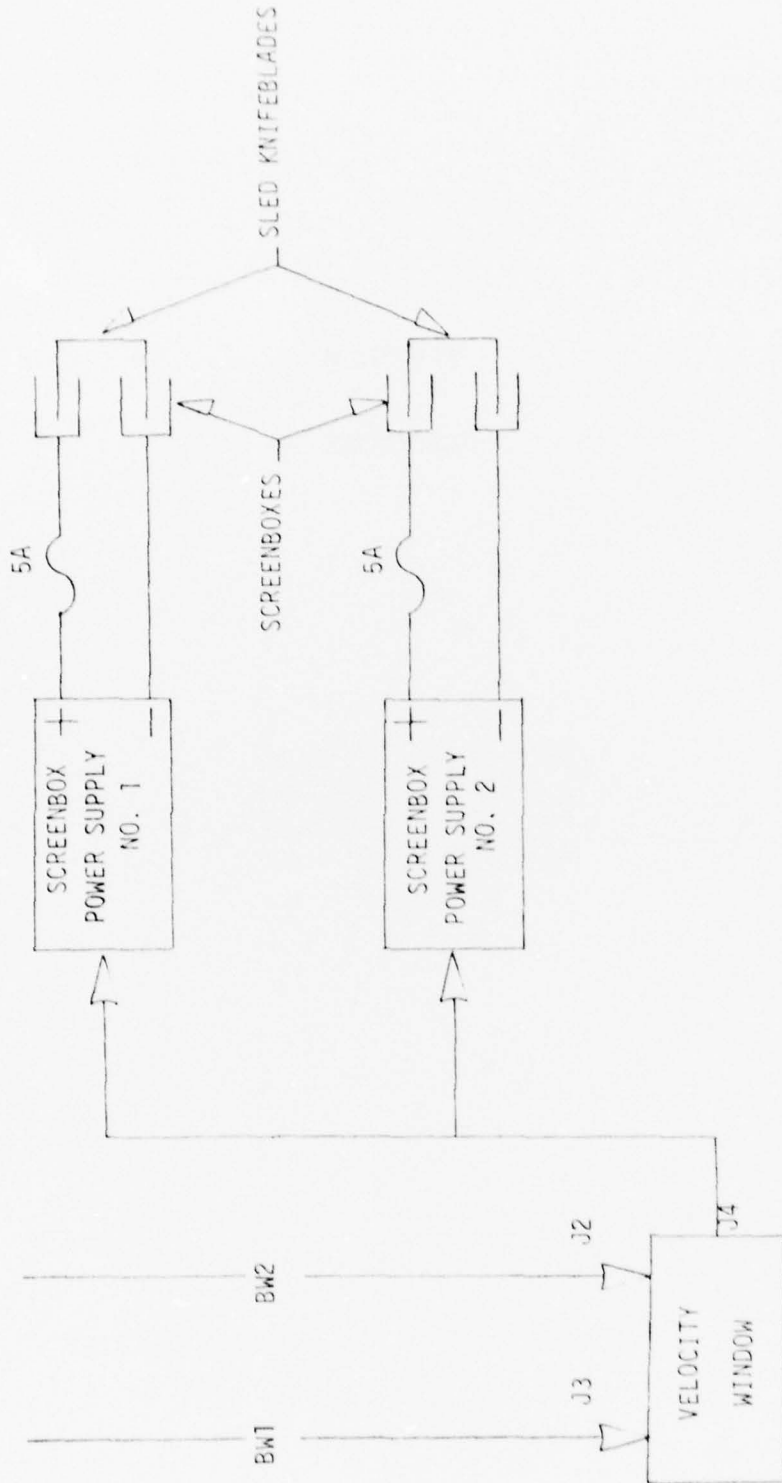 BW1
BW2
J3
J2
VELOCITY
WINDOW
J4
SCREENBOX
POWER SUPPLY
NO. 1
+
—
5A
SCREENBOX
POWER SUPPLY
NO. 2
+
—
5A
SCREENBOXES
SLED KNIFEBLADES